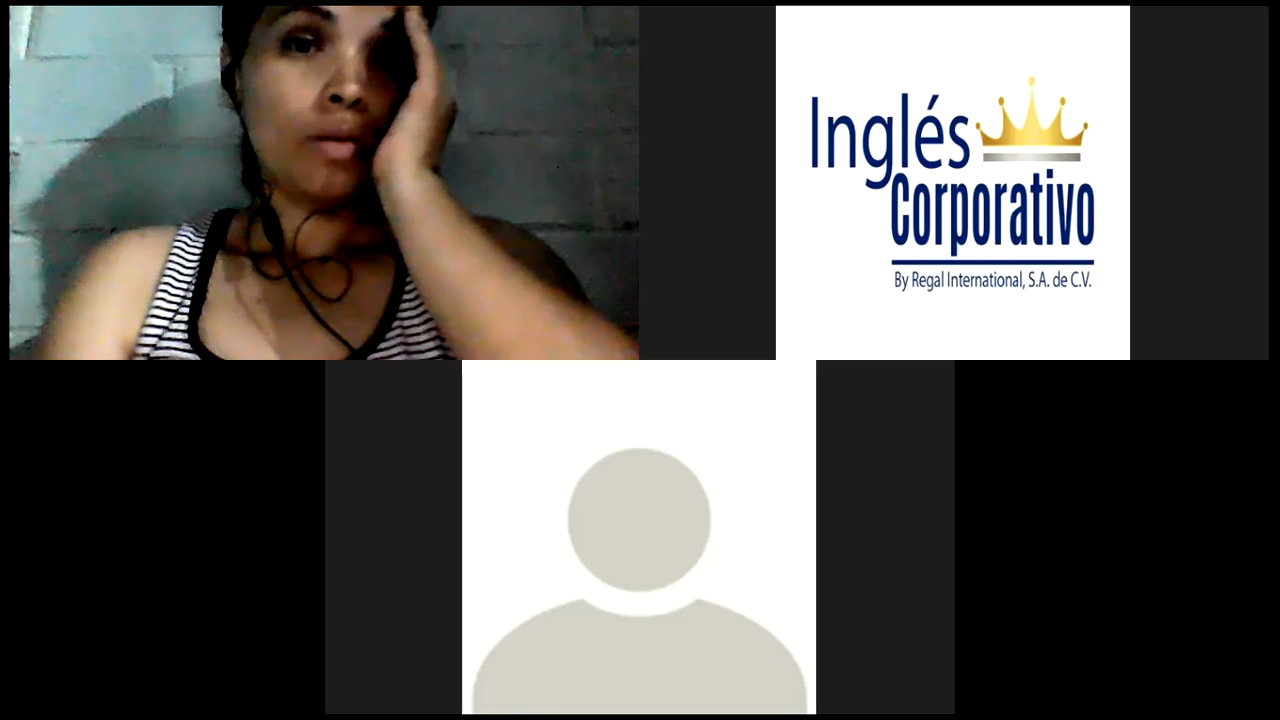 Inglés
Corporativo
By Regal International, S.A. de C.V.